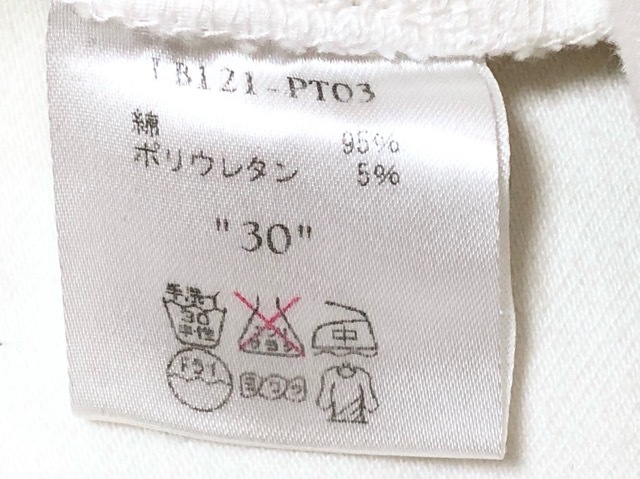 YB121-PT03
綿 95%
ポリウレタン 5%
"30"
手洗イ
30
中性
エンソ
サラシ
中
ドライ
ヨワク